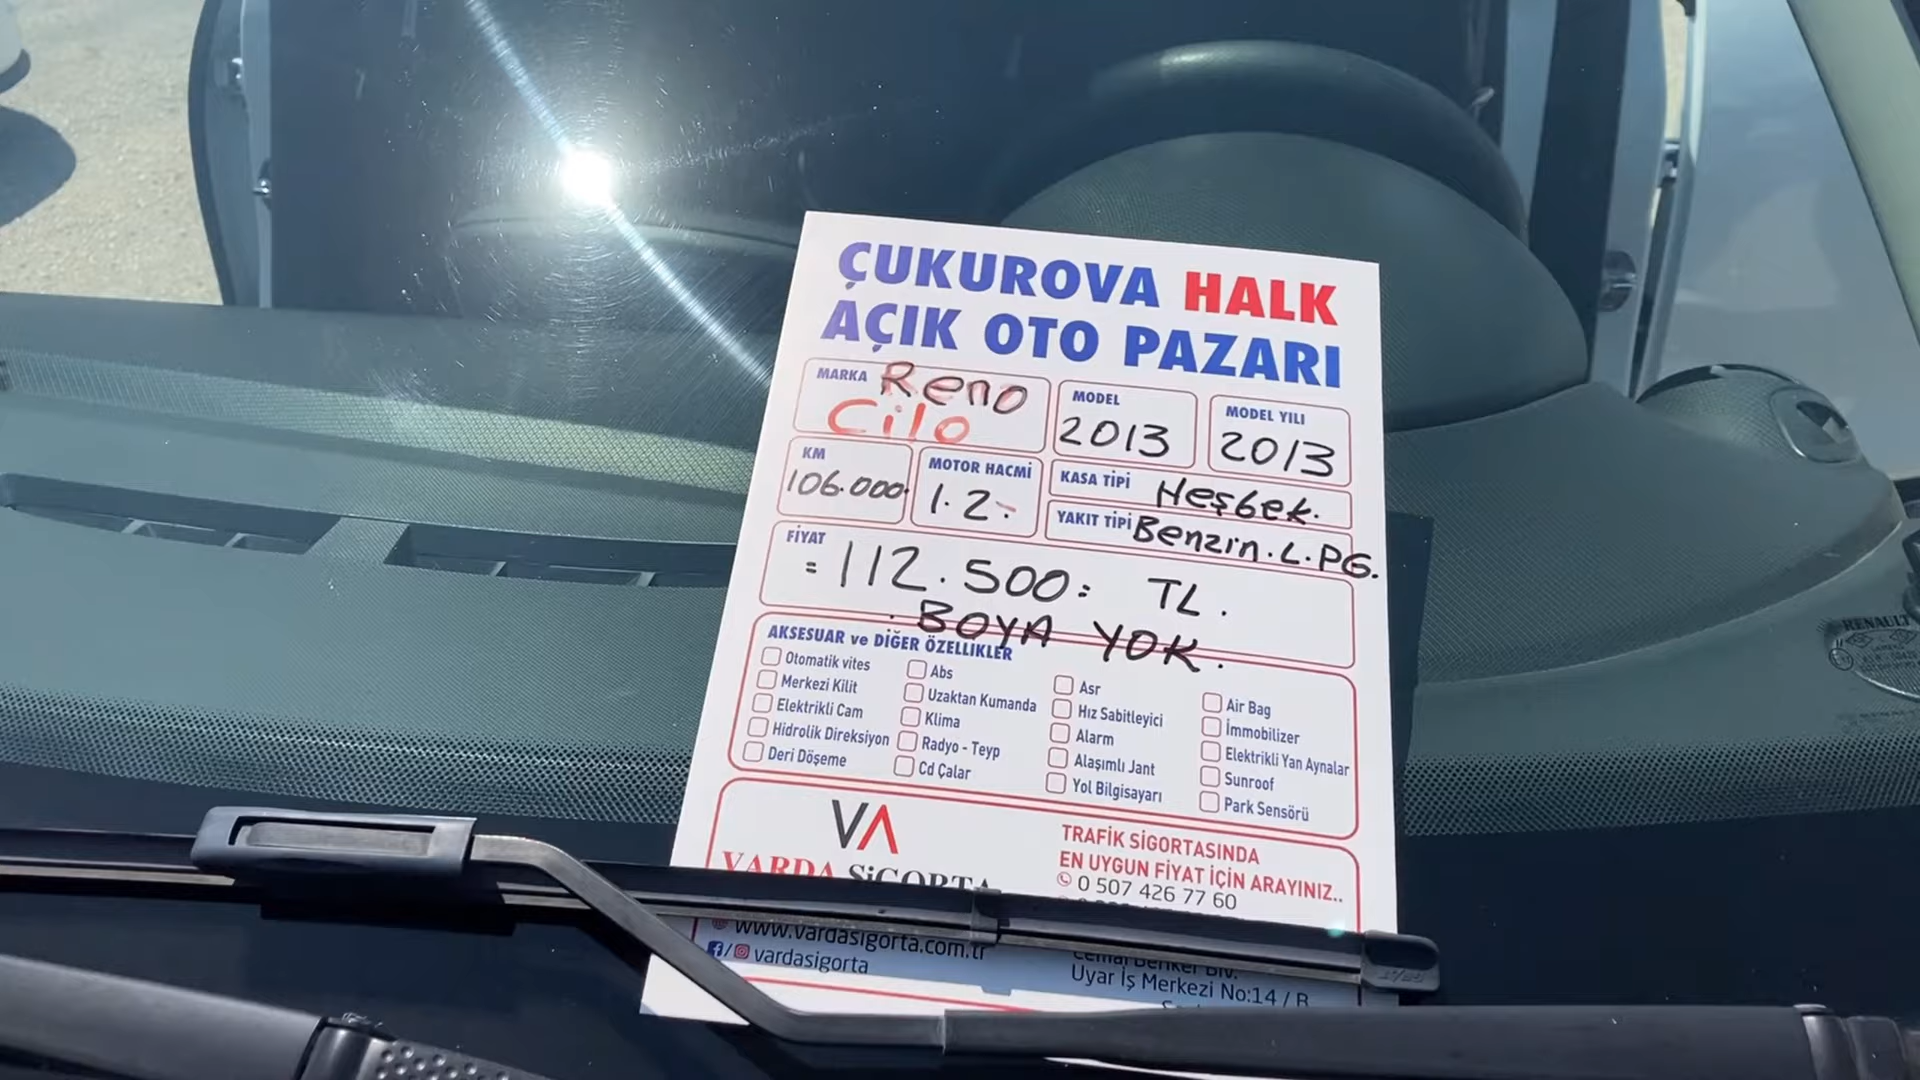 ÇUKUROVA HALK
AÇIK OTO PAZARI
MARKA Reno
Cilo
MODEL
2013
MODEL YILI
2013
KM
106.000.
MOTOR HACMİ
1.2.
KASA TİPİ Heşbek.
YAKIT TİPİ Benzin.L.PG.
FİYAT
=112.500= TL.
BOYA YOK.
AKSESUAR ve DİĞER ÖZELLİKLER
Otomatik vites
Merkezi Kilit
Elektrikli Cam
Hidrolik Direksiyon
Deri Döşeme
Abs
Uzaktan Kumanda
Klima
Radyo - Teyp
Cd Çalar
Asr
Hız Sabitleyici
Alarm
Alaşımlı Jant
Yol Bilgisayarı
Air Bag
İmmobilizer
Elektrikli Yan Aynalar
Sunroof
Park Sensörü
VA
VARDA SİGORTA
www.vardasigorta.com.tr
/ vardasigorta
TRAFİK SİGORTASINDA
EN UYGUN FİYAT İÇİN ARAYINIZ..
0 507 426 77 60
Uyar İş Merkezi No:14 / B
RENAULT